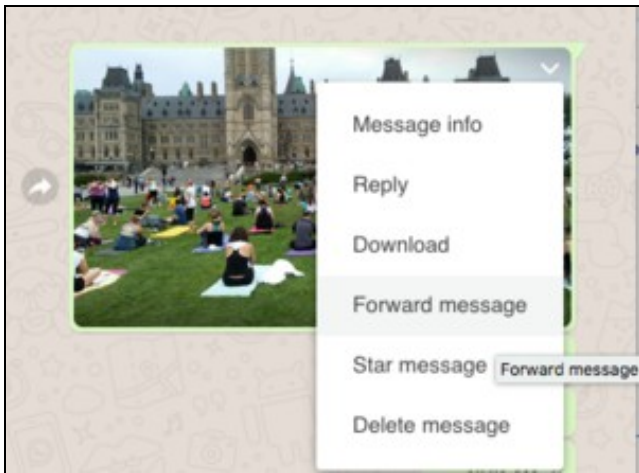 Message info
Reply
Download
Forward message
Star message
Forward message
Delete message